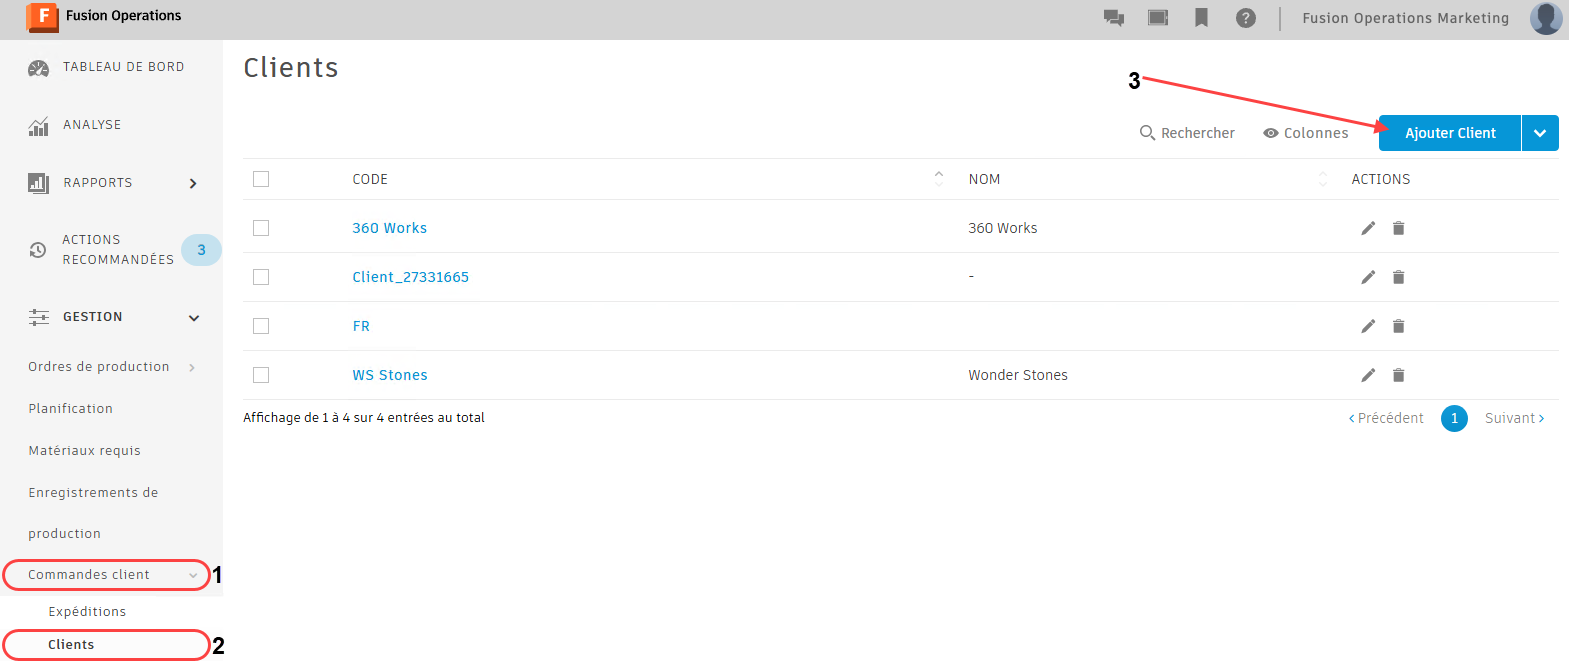 F Fusion Operations
? Fusion Operations Marketing
TABLEAU DE BORD
ANALYSE
RAPPORTS
ACTIONS
RECOMMANDÉES
3
GESTION
Ordres de production
Planification
Matériaux requis
Enregistrements de
production
Commandes client
1
Expéditions
Clients
2
Clients
3
Rechercher Colonnes Ajouter Client
CODE NOM ACTIONS
360 Works 360 Works
Client_27331665 -
FR
WS Stones Wonder Stones
Affichage de 1 à 4 sur 4 entrées au total
‹ Précédent 1 Suivant ›